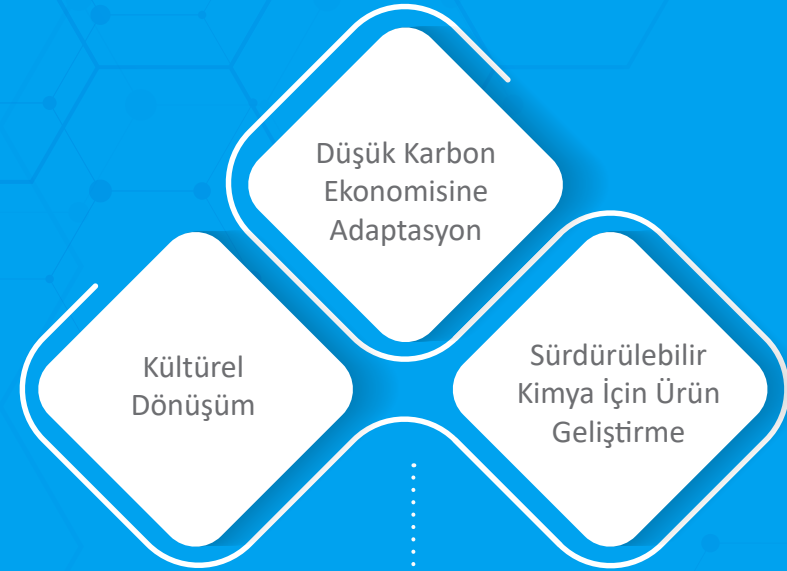 Düşük Karbon
Ekonomisine
Adaptasyon
Kültürel
Dönüşüm
Sürdürülebilir
Kimya İçin Ürün
Geliştirme